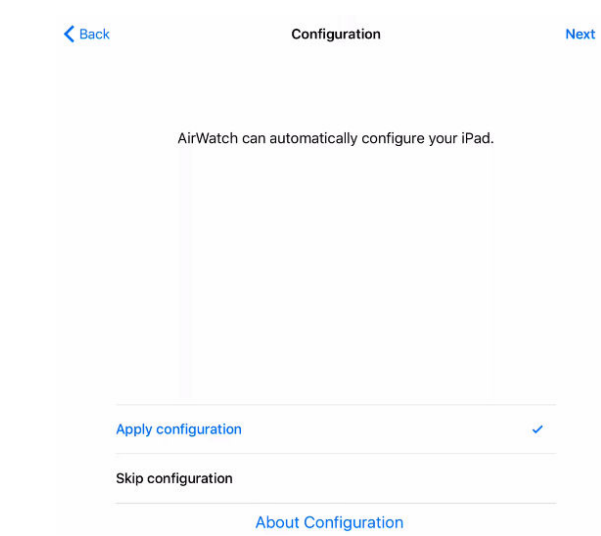 Back
Configuration
Next
AirWatch can automatically configure your iPad.
Apply configuration
Skip configuration
About Configuration